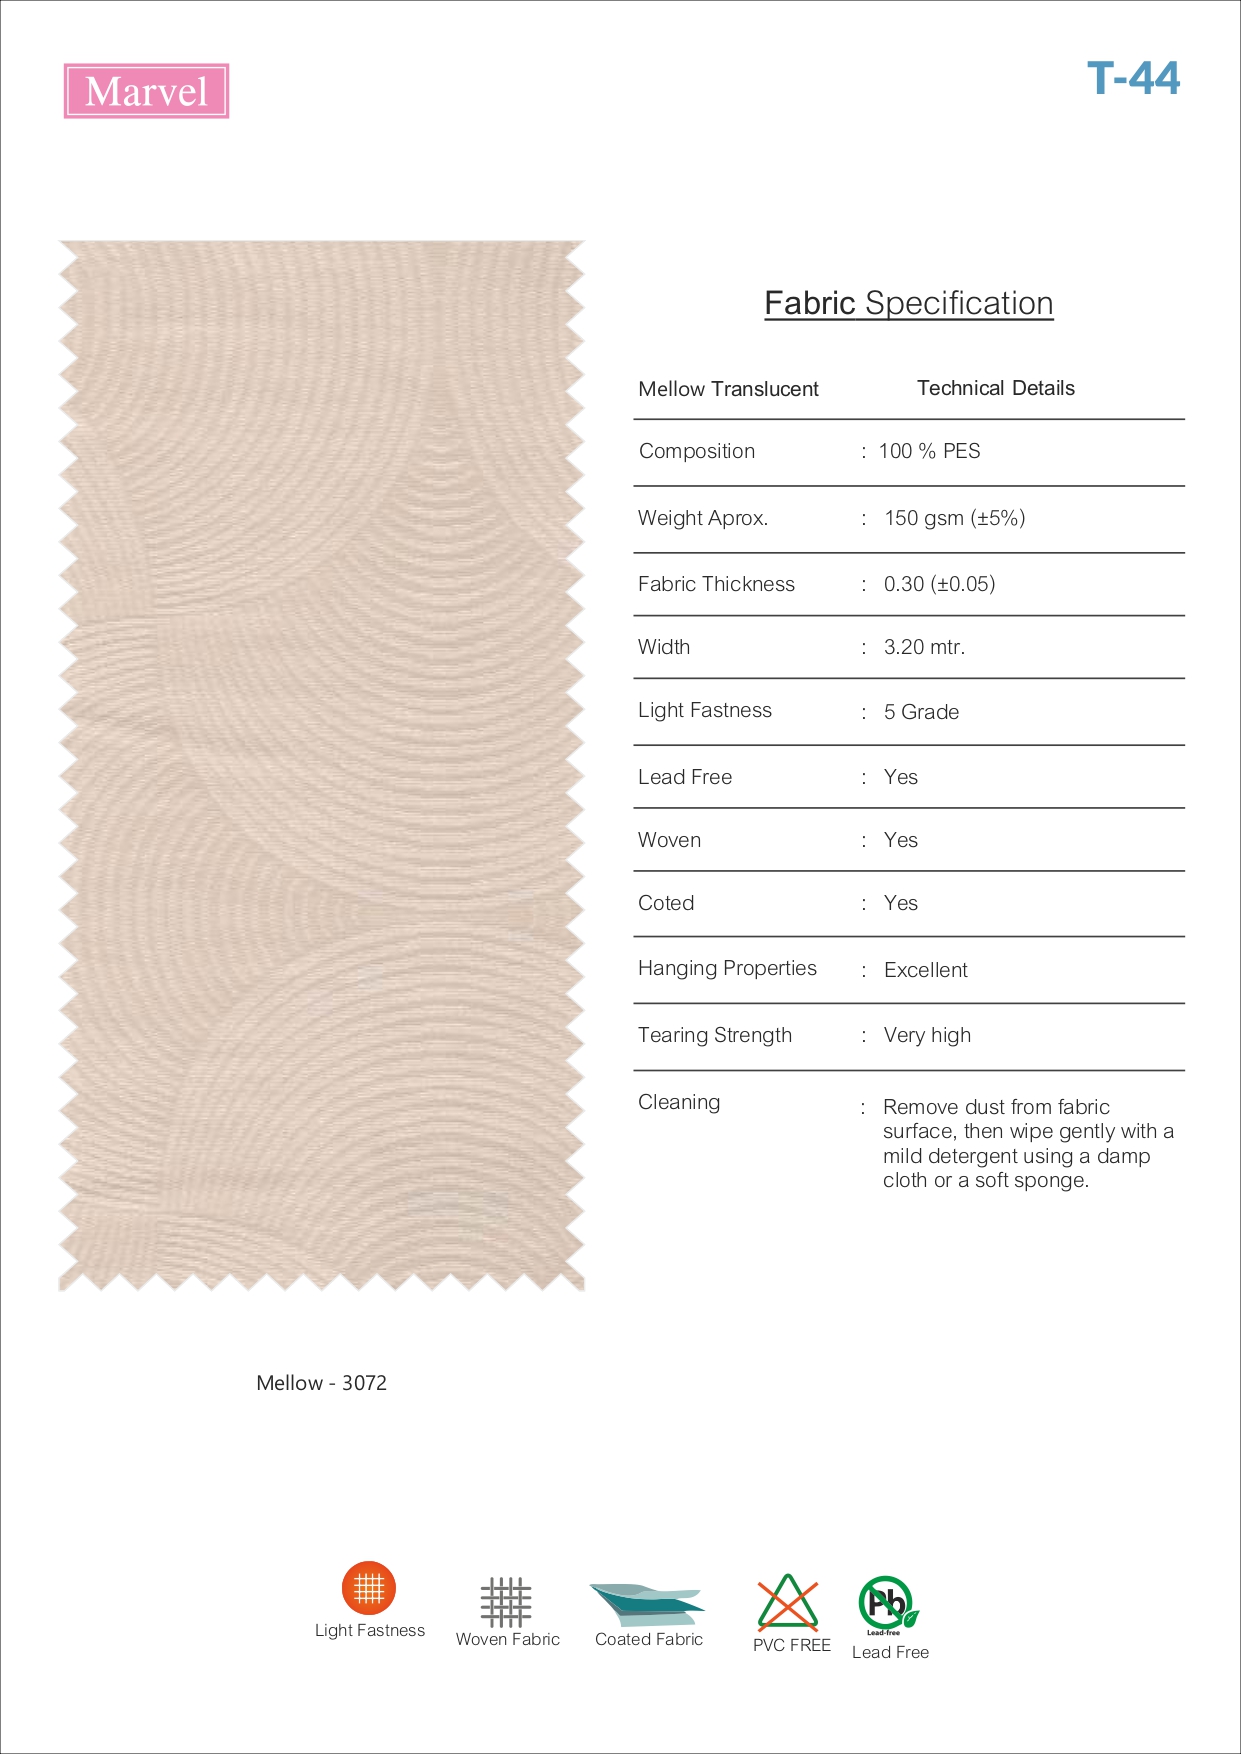 Marvel
T-44
Fabric Specification
Mellow Translucent Technical Details
Composition : 100 % PES
Weight Aprox. : 150 gsm (±5%)
Fabric Thickness : 0.30 (±0.05)
Width : 3.20 mtr.
Light Fastness : 5 Grade
Lead Free : Yes
Woven : Yes
Coted : Yes
Hanging Properties : Excellent
Tearing Strength : Very high
Cleaning : Remove dust from fabric
surface, then wipe gently with a
mild detergent using a damp
cloth or a soft sponge.
Mellow - 3072
Light Fastness
Woven Fabric
Coated Fabric
PVC FREE
Pb
Lead-free
Lead Free